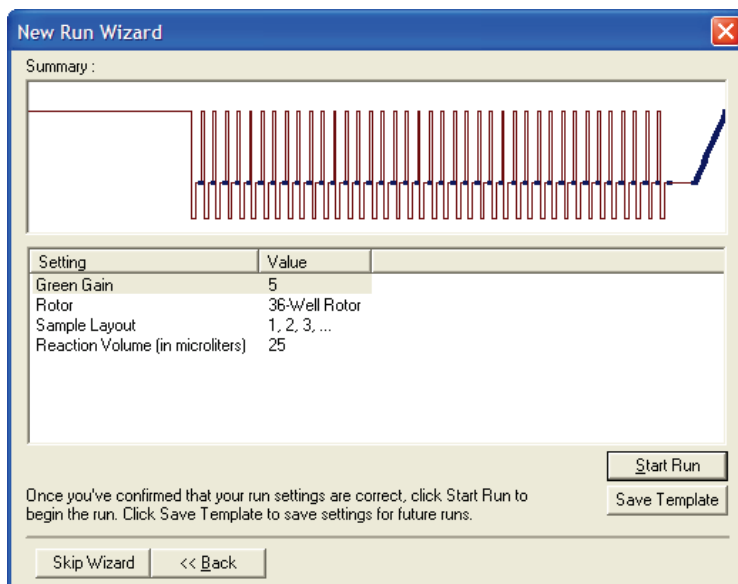 New Run Wizard
Summary :
Setting Value
Green Gain 5
Rotor 36-Well Rotor
Sample Layout 1, 2, 3, ...
Reaction Volume (in microliters) 25
Start Run
Once you've confirmed that your run settings are correct, click Start Run to
begin the run. Click Save Template to save settings for future runs.
Save Template
Skip Wizard << Back